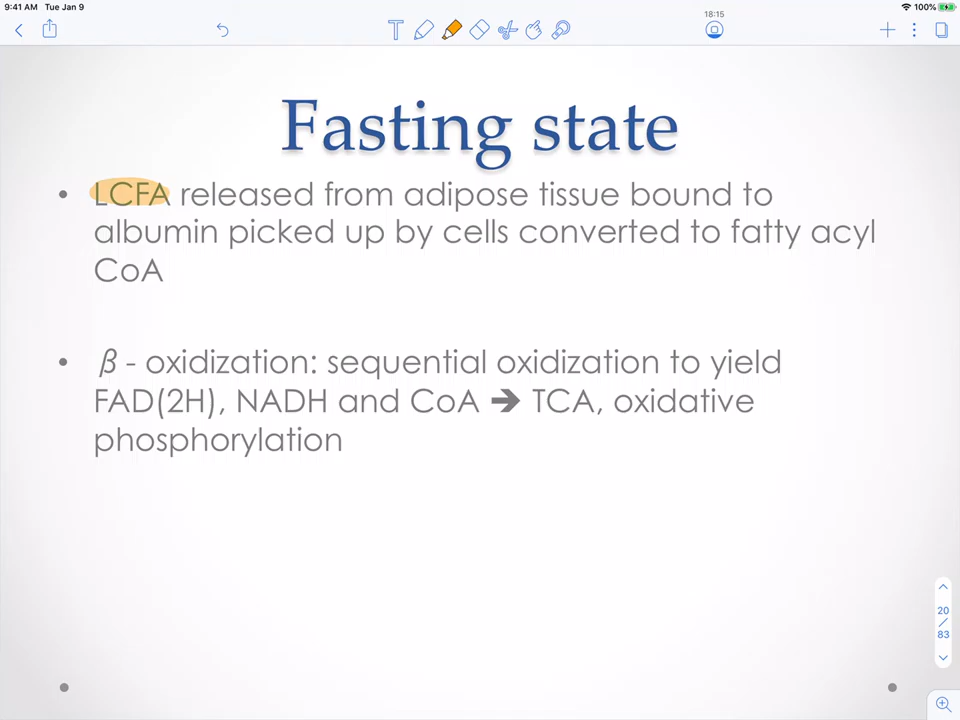 9:41 AM Tue Jan 9
100%
18:15
Fasting state
• LCFA released from adipose tissue bound to
albumin picked up by cells converted to fatty acyl
CoA
• β - oxidization: sequential oxidization to yield
FAD(2H), NADH and CoA ➔ TCA, oxidative
phosphorylation
20
/
83